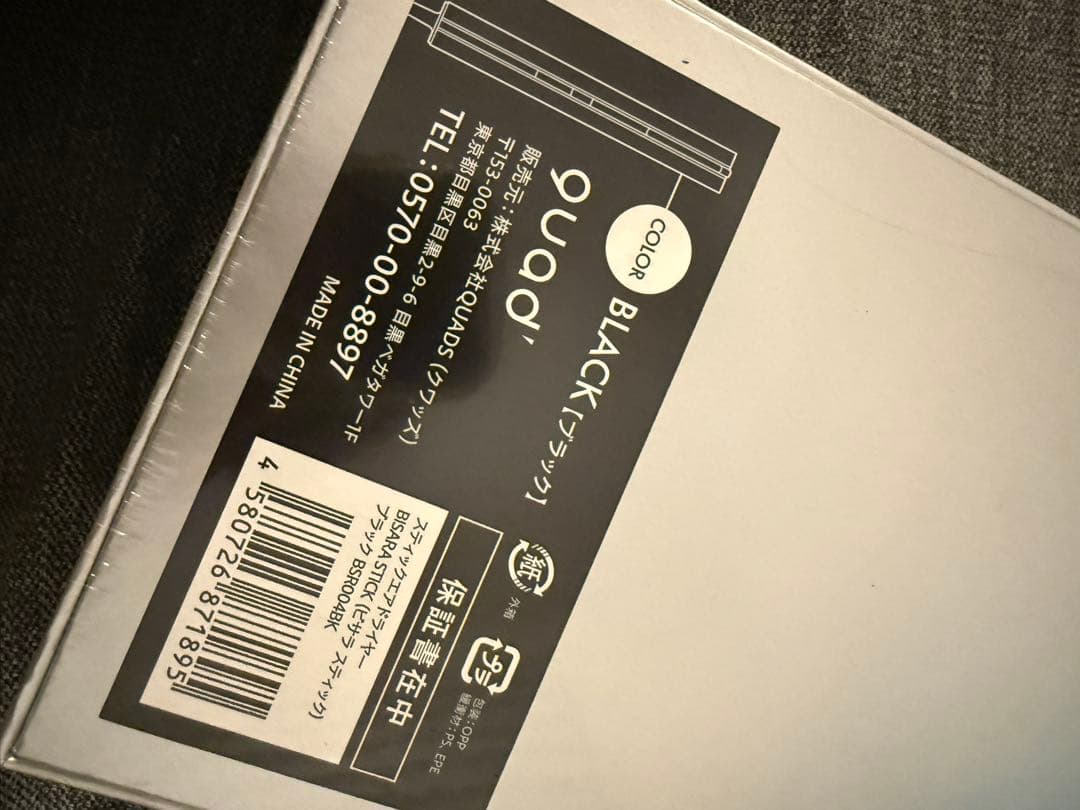 COLOR
BLACK [ブラック]
quad'
販売元：株式会社QUADS (クワッズ)
〒153-0063
東京都目黒区目黒2-9-6 目黒ベガタワー1F
TEL：0570-00-8897
MADE IN CHINA
紙
外箱
プラ
包装：OPP
緩衝材：PS、EPE
保証書在中
スティックエアドライヤー
BISARA STICK (ビサラ スティック)
ブラック BSR004BK
4 580726 871895